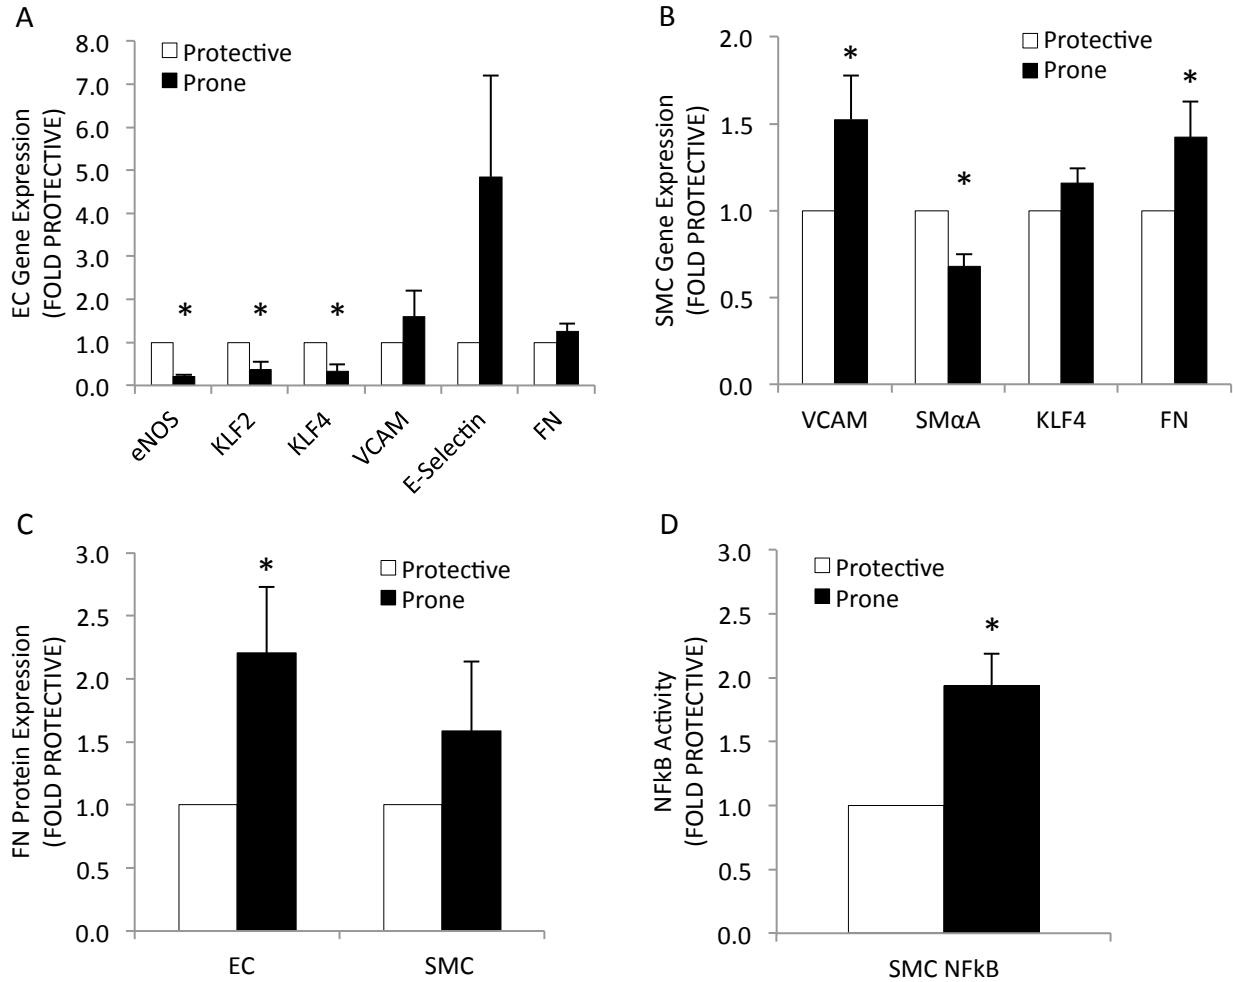 A
EC Gene Expression
(FOLD PROTECTIVE)
8.0
7.0
6.0
5.0
4.0
3.0
2.0
1.0
0.0
Protective
Prone
*
*
*
eNOS
KLF2
KLF4
VCAM
E-Selectin
FN
B
SMC Gene Expression
(FOLD PROTECTIVE)
2.0
1.5
1.0
0.5
0.0
Protective
Prone
*
*
*
VCAM
SMαA
KLF4
FN
C
FN Protein Expression
(FOLD PROTECTIVE)
3.0
2.5
2.0
1.5
1.0
0.5
0.0
Protective
Prone
*
EC
SMC
D
NFkB Activity
(FOLD PROTECTIVE)
3.0
2.5
2.0
1.5
1.0
0.5
0.0
Protective
Prone
*
SMC NFkB